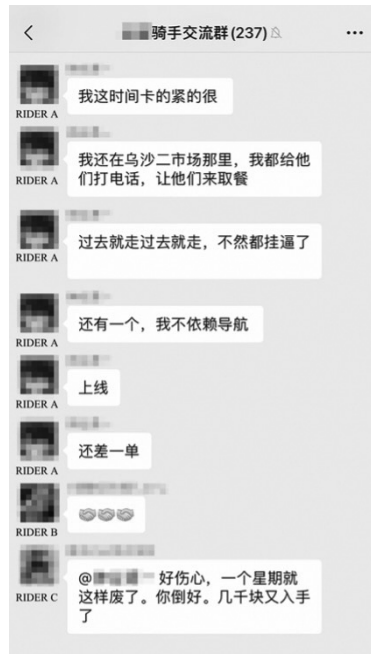 骑手交流群(237)
我这时间卡的紧的很
RIDER A
我还在乌沙二市场那里，我都给他
们打电话，让他们来取餐
RIDER A
过去就走过去就走，不然都挂逼了
RIDER A
还有一个，我不依赖导航
RIDER A
上线
RIDER A
还差一单
RIDER A
RIDER B
@ 好伤心，一个星期就
这样废了。你倒好。几千块又入手
了
RIDER C